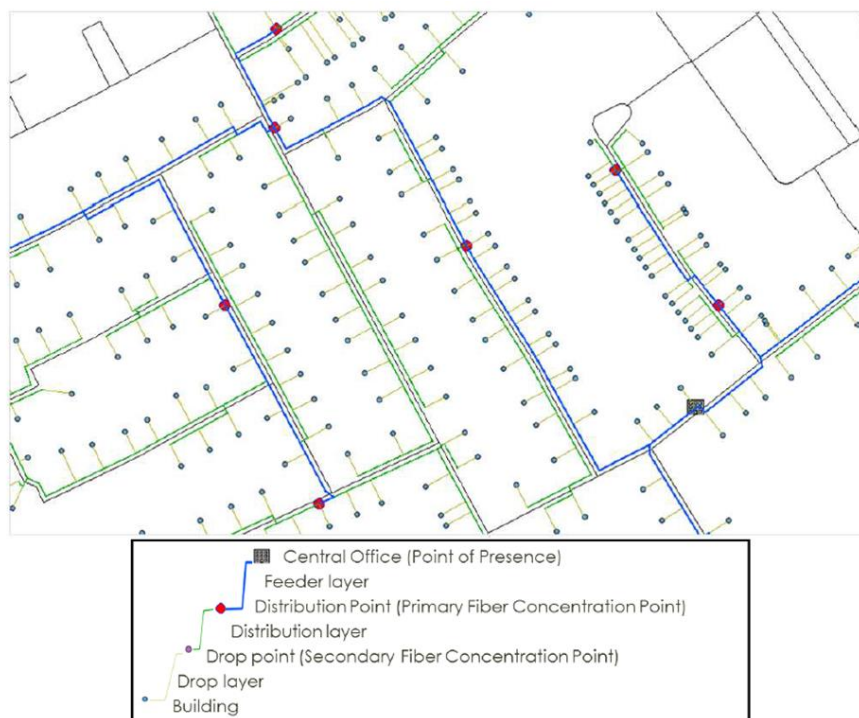 Central Office (Point of Presence)
Feeder layer
Distribution Point (Primary Fiber Concentration Point)
Distribution layer
Drop point (Secondary Fiber Concentration Point)
Drop layer
Building